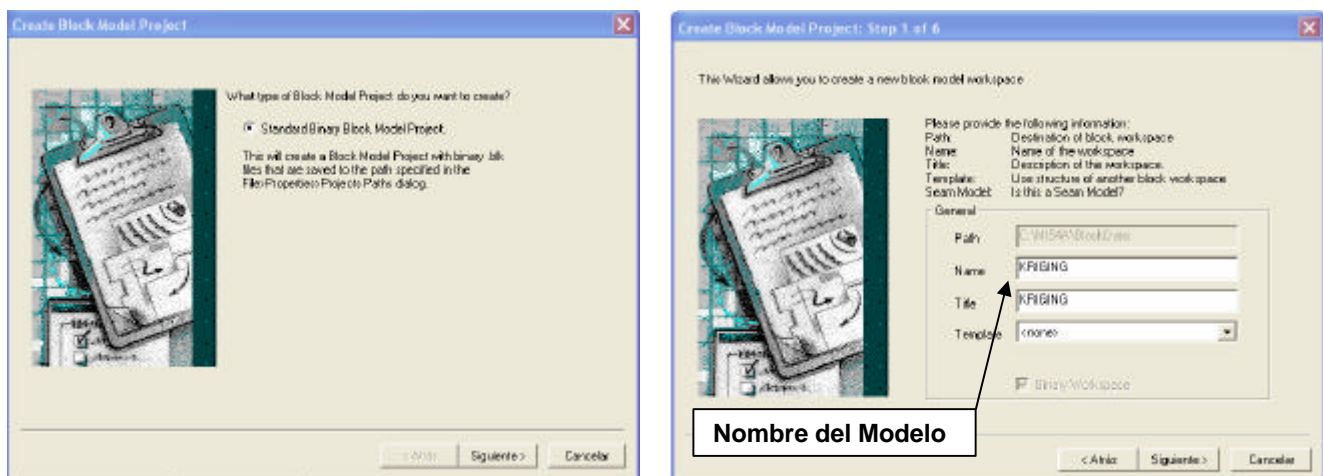 Create Block Model Project
What type of Block Model Project do you want to create?
Standard Binary Block Model Project.
This will create a Block Model Project with binary .blk
files that are saved to the path specified in the
File>Properties>Projects Paths dialog.
Siguiente >
Cancelar
Create Block Model Project: Step 1 of 6
This Wizard allows you to create a new block model workspace
Please provide the following information:
Path: Destination of block workspace
Name: Name of the workspace
Title: Description of the workspace.
Template: Use structure of another block workspace
Seam Model: Is this a Seam Model?
General
Path
Name KRIGING
Title KRIGING
Template <none>
Binary Workspace
Nombre del Modelo
< Atrás
Siguiente >
Cancelar